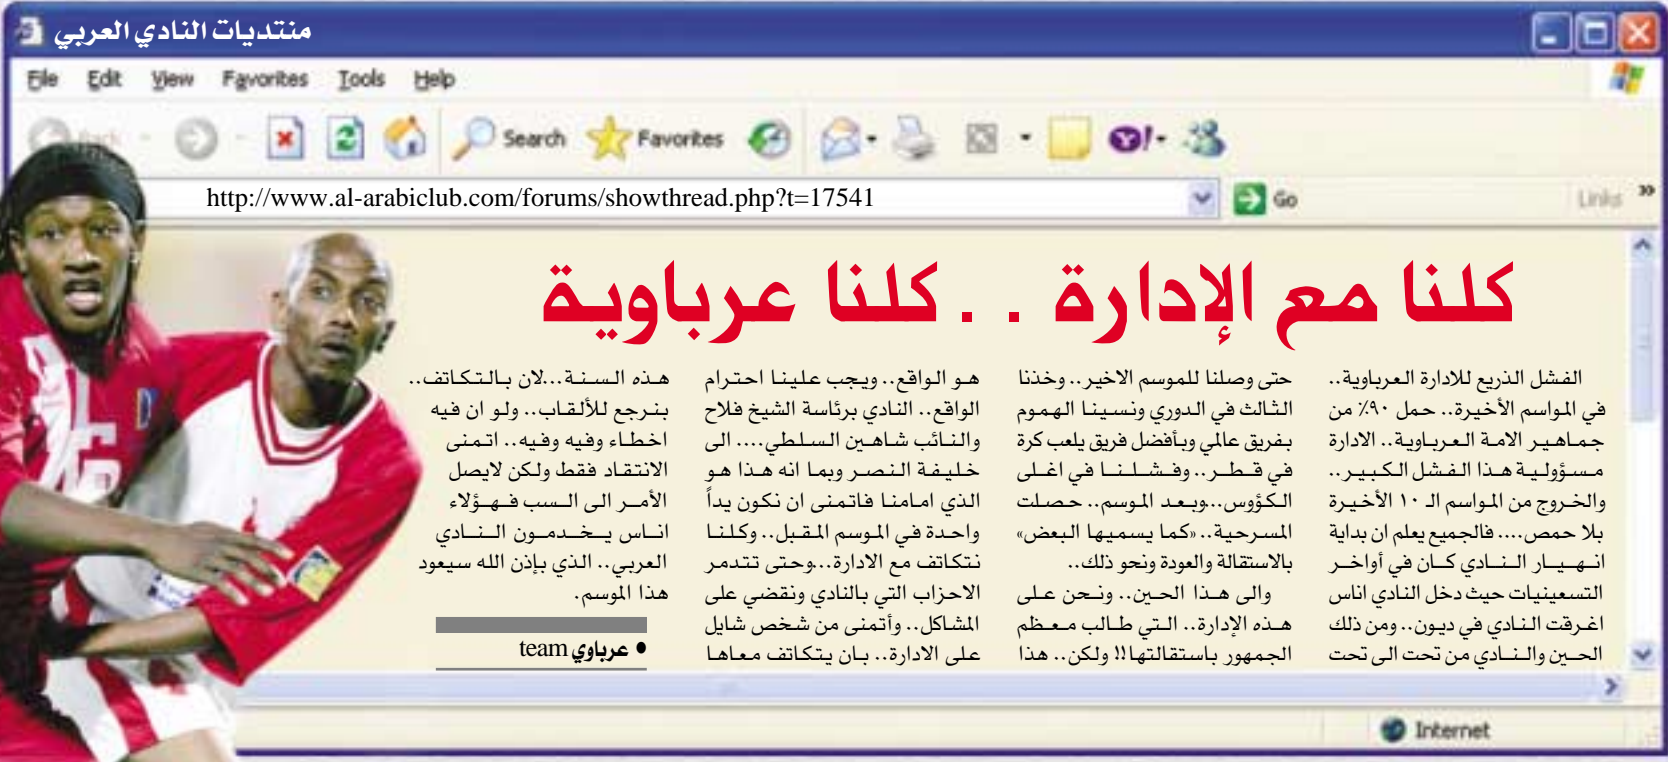 منتديات النادي العربي
File Edit View Favorites Tools Help
Back
Search Favorites
http://www.al-arabiclub.com/forums/showthread.php?t=17541
Go
Links »
كلنا مع الإدارة . . كلنا عرباوية
الفشل الذريع للادارة العرباوية..
في المواسم الأخيرة.. حمل ٩٠٪ من
جماهير الامة العرباوية.. الادارة
مسؤولية هذا الفشل الكبير..
والخروج من المواسم الـ ١٠ الأخيرة
بلا حمص.... فالجميع يعلم ان بداية
انهيار النادي كان في أواخر
التسعينيات حيث دخل النادي اناس
اغرقت النادي في ديون.. ومن ذلك
الحين والنادي من تحت الى تحت
حتى وصلنا للموسم الاخير.. وخذنا
الثالث في الدوري ونسينا الهموم
بفريق عالمي وبأفضل فريق يلعب كرة
في قطر.. وفشلنا في اغلى
الكؤوس...وبعد الموسم.. حصلت
المسرحية.. «كما يسميها البعض»
بالاستقالة والعودة ونحو ذلك..
والى هذا الحين.. ونحن على
هذه الإدارة.. التي طالب معظم
الجمهور باستقالتها!! ولكن.. هذا
هو الواقع.. ويجب علينا احترام
الواقع.. النادي برئاسة الشيخ فلاح
والنائب شاهين السلطي.... الى
خليفة النصر وبما انه هذا هو
الذي امامنا فاتمنى ان نكون يداً
واحدة في الموسم المقبل.. وكلنا
نتكاتف مع الادارة...وحتى تتدمر
الاحزاب التي بالنادي ونقضي على
المشاكل.. وأتمنى من شخص شايل
على الادارة.. بان يتكاتف معاها
هذه السنة...لان بالتكاتف..
بنرجع للألقاب.. ولو ان فيه
اخطاء وفيه وفيه.. اتمنى
الانتقاد فقط ولكن لايصل
الأمر الى السب فهؤلاء
اناس يخدمون النادي
العربي.. الذي بإذن الله سيعود
هذا الموسم.
● عرباوي team
Internet